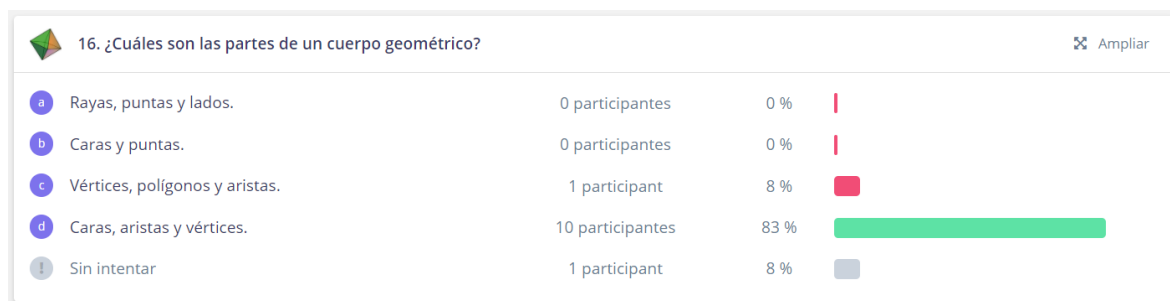 16. ¿Cuáles son las partes de un cuerpo geométrico? Ampliar
a Rayas, puntas y lados. 0 participantes 0 %
b Caras y puntas. 0 participantes 0 %
c Vértices, polígonos y aristas. 1 participant 8 %
d Caras, aristas y vértices. 10 participantes 83 %
! Sin intentar 1 participant 8 %